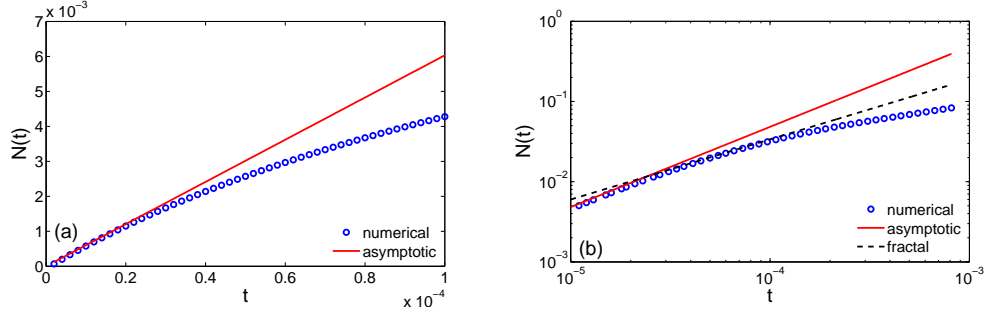 7 x 10⁻³
6
5
4
3
2
1
0
N(t)
(a)
numerical
asymptotic
0 0.2 0.4 0.6 0.8 1
t
x 10⁻⁴
10⁰
10⁻¹
10⁻²
10⁻³
N(t)
(b)
numerical
asymptotic
fractal
10⁻⁵ 10⁻⁴ 10⁻³
t